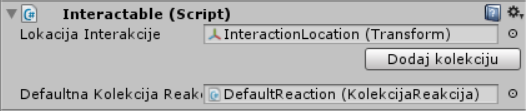 Interactable (Script)
Lokacija Interakcije InteractionLocation (Transform)
Dodaj kolekciju
Defaultna Kolekcija Reak DefaultReaction (KolekcijaReakcija)